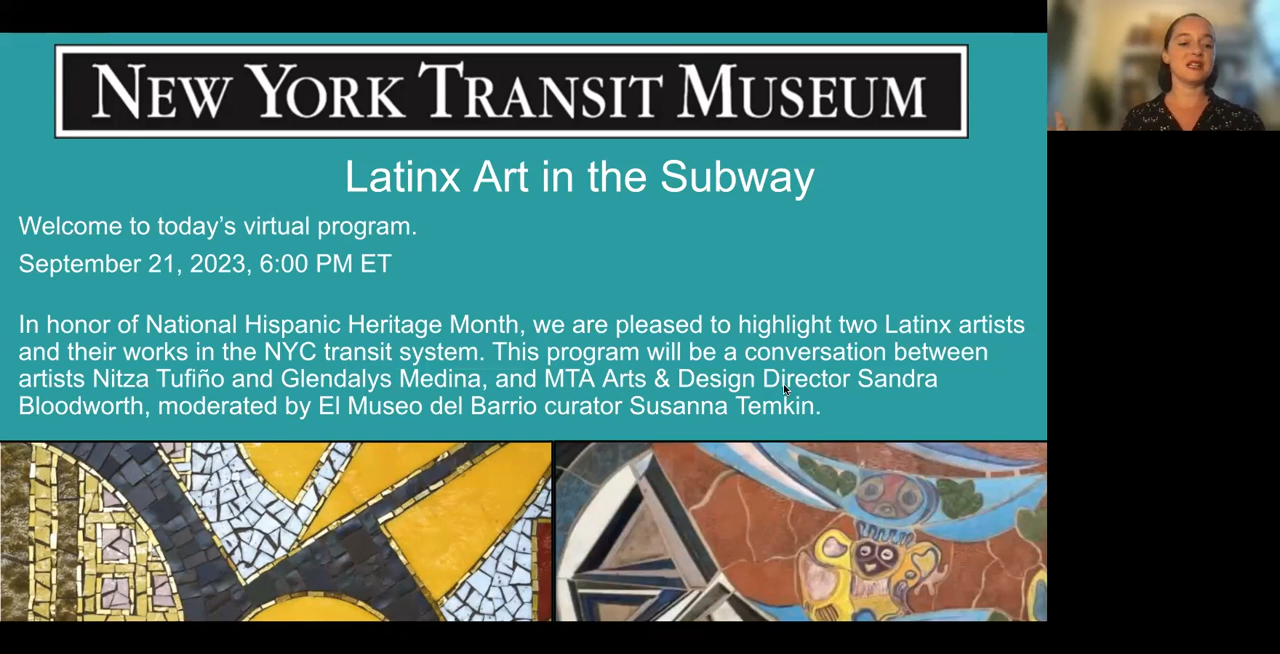 NEW YORK TRANSIT MUSEUM
Latinx Art in the Subway
Welcome to today’s virtual program.
September 21, 2023, 6:00 PM ET
In honor of National Hispanic Heritage Month, we are pleased to highlight two Latinx artists
and their works in the NYC transit system. This program will be a conversation between
artists Nitza Tufiño and Glendalys Medina, and MTA Arts & Design Director Sandra
Bloodworth, moderated by El Museo del Barrio curator Susanna Temkin.